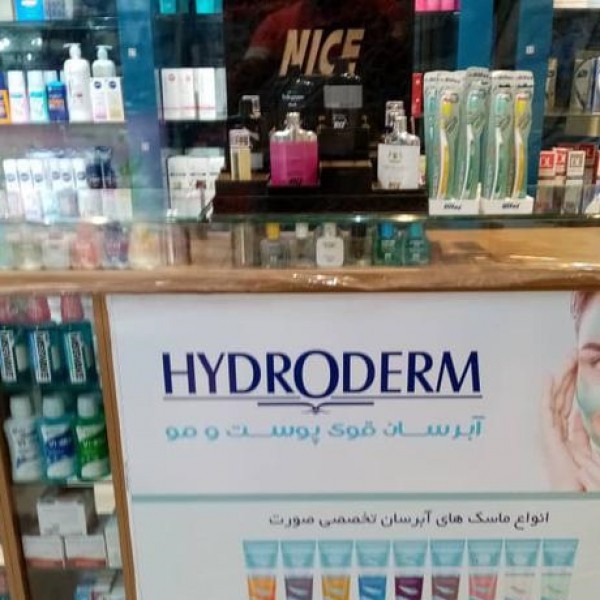 NICE
HYDRODERM
آبرسان قوی پوست و مو
انواع ماسک های آبرسان تخصصی صورت